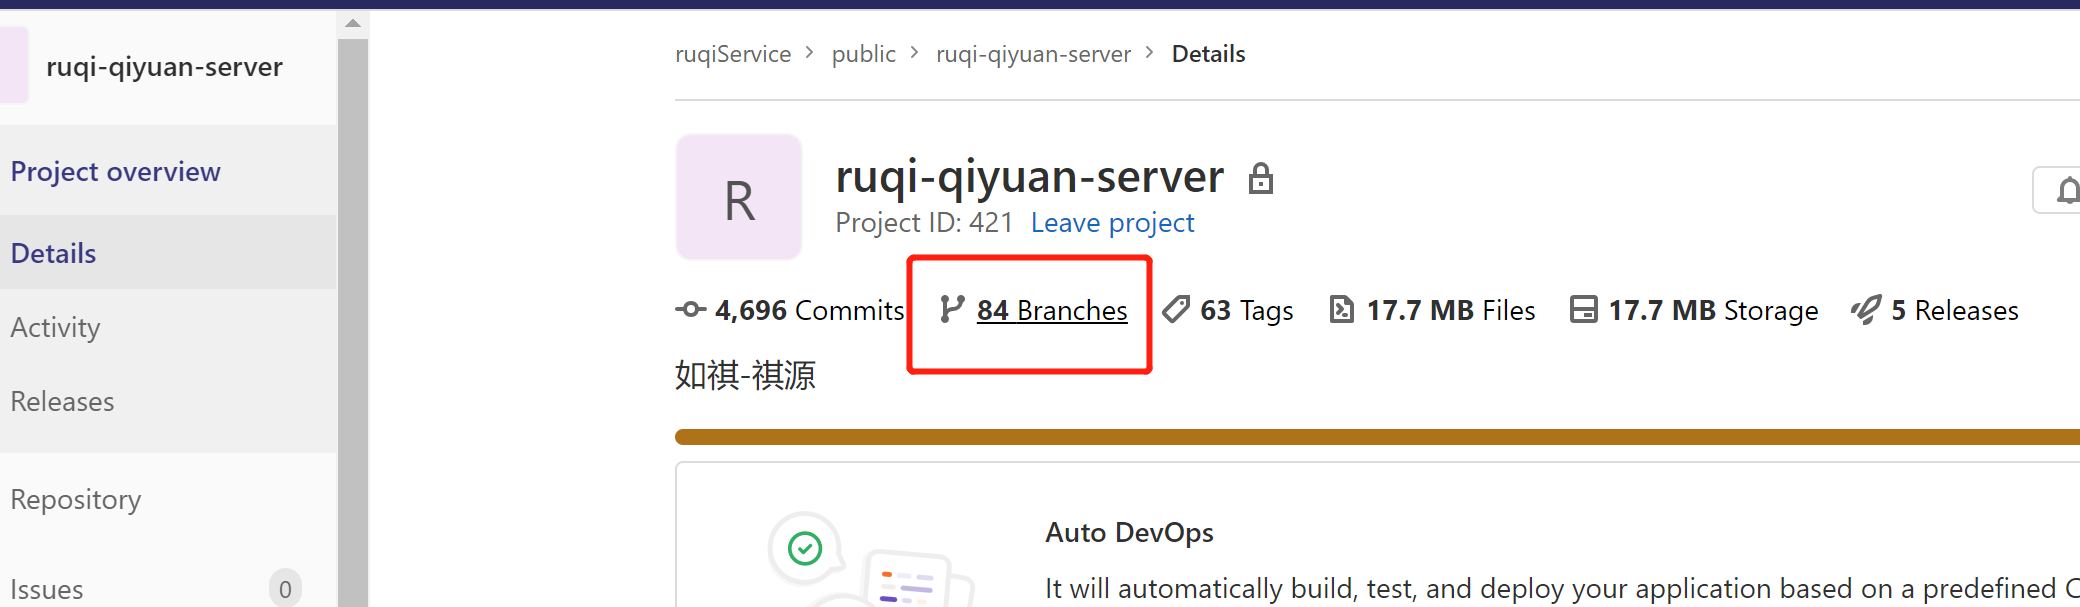 ruqi-qiyuan-server
Project overview
Details
Activity
Releases
Repository
Issues 0
ruqiService > public > ruqi-qiyuan-server > Details
R
ruqi-qiyuan-server
Project ID: 421 Leave project
4,696 Commits 84 Branches 63 Tags 17.7 MB Files 17.7 MB Storage 5 Releases
如祺-祺源
Auto DevOps
It will automatically build, test, and deploy your application based on a predefined